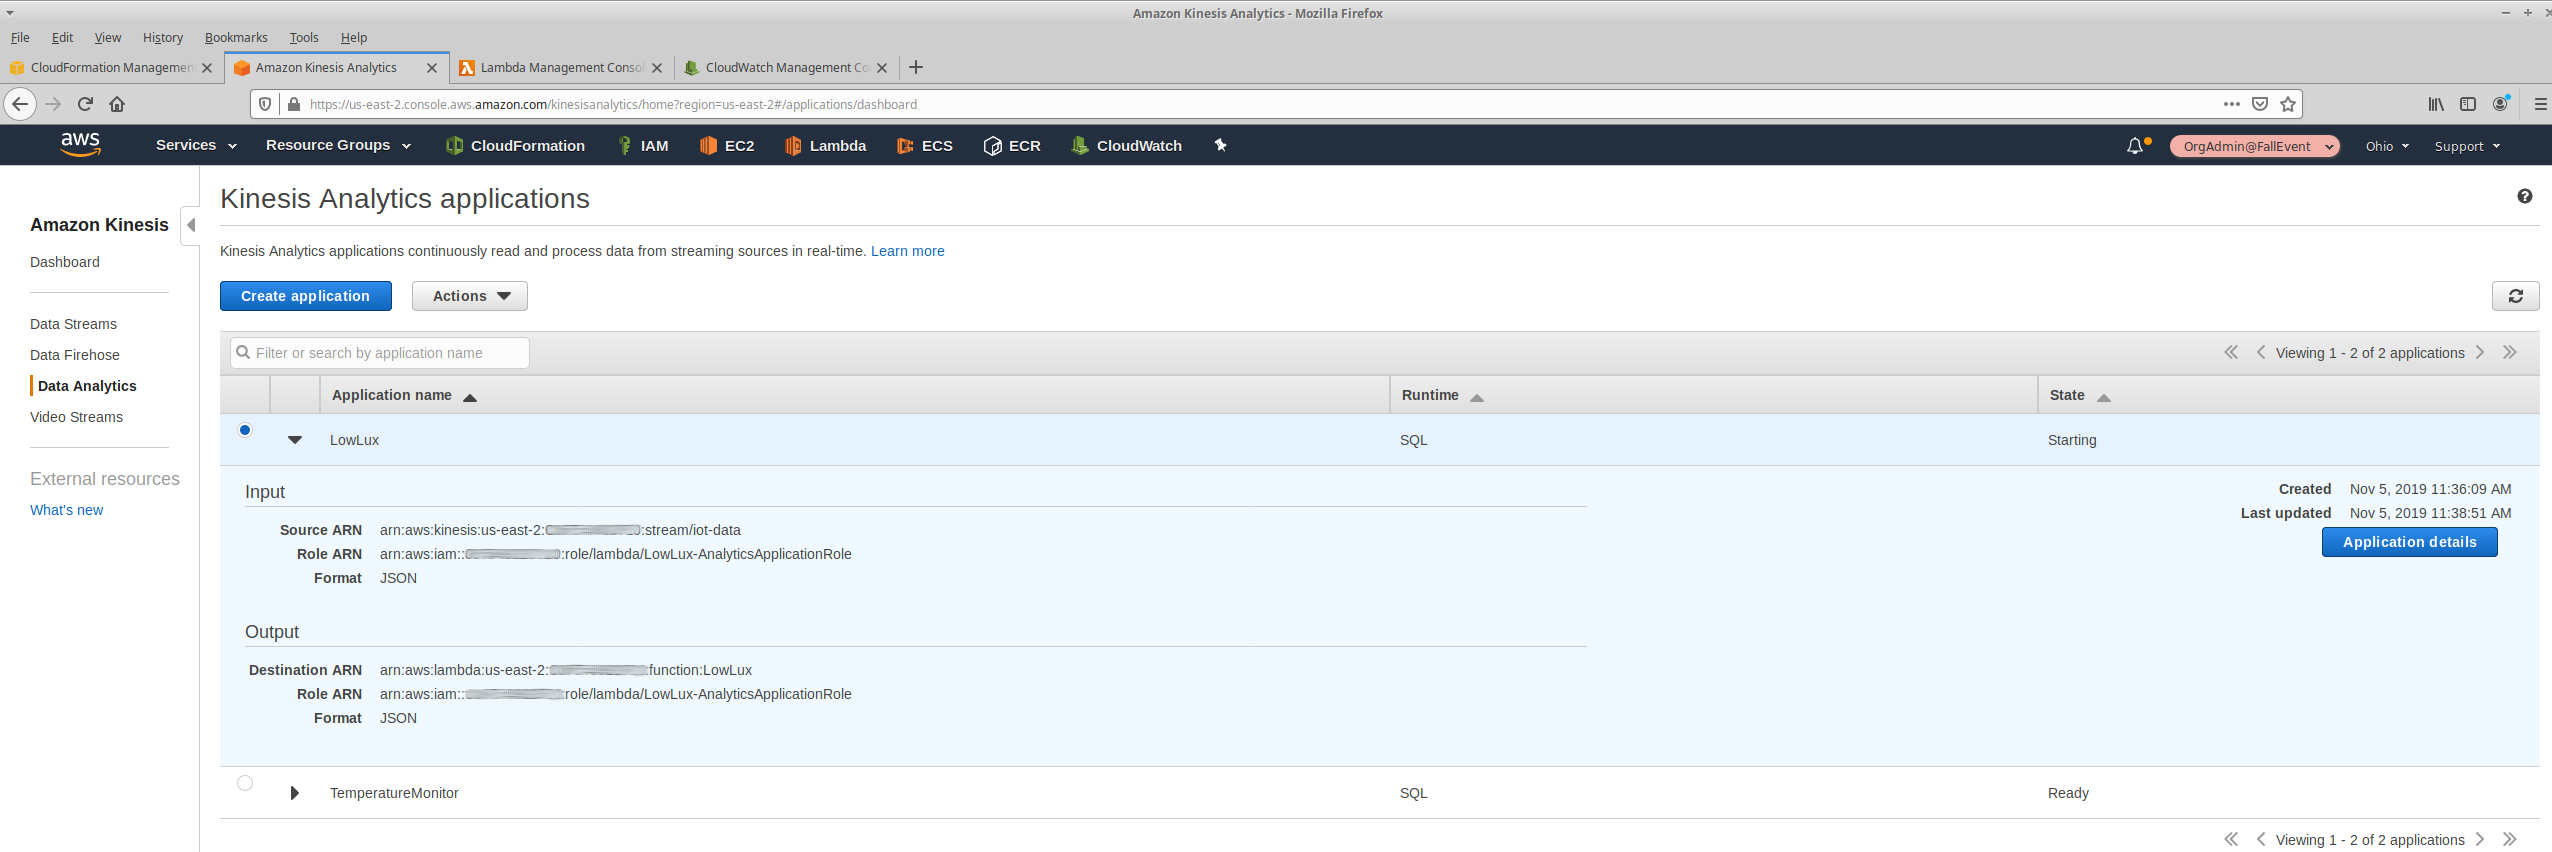 Amazon Kinesis Analytics - Mozilla Firefox
File Edit View History Bookmarks Tools Help
CloudFormation Managemen Amazon Kinesis Analytics Lambda Management Conso CloudWatch Management Co
https://us-east-2.console.aws.amazon.com/kinesisanalytics/home?region=us-east-2#/applications/dashboard
aws Services Resource Groups CloudFormation IAM EC2 Lambda ECS ECR CloudWatch OrgAdmin@FallEvent Ohio Support
Amazon Kinesis
Dashboard
Data Streams
Data Firehose
Data Analytics
Video Streams
External resources
What's new
Kinesis Analytics applications
Kinesis Analytics applications continuously read and process data from streaming sources in real-time. Learn more
Create application Actions
Filter or search by application name Viewing 1 - 2 of 2 applications
Application name Runtime State
LowLux SQL Starting
Input
Source ARN arn:aws:kinesis:us-east-2: :stream/iot-data
Role ARN arn:aws:iam:: :role/lambda/LowLux-AnalyticsApplicationRole
Format JSON
Created Nov 5, 2019 11:36:09 AM
Last updated Nov 5, 2019 11:38:51 AM
Application details
Output
Destination ARN arn:aws:lambda:us-east-2: :function:LowLux
Role ARN arn:aws:iam:: :role/lambda/LowLux-AnalyticsApplicationRole
Format JSON
TemperatureMonitor SQL Ready
Viewing 1 - 2 of 2 applications